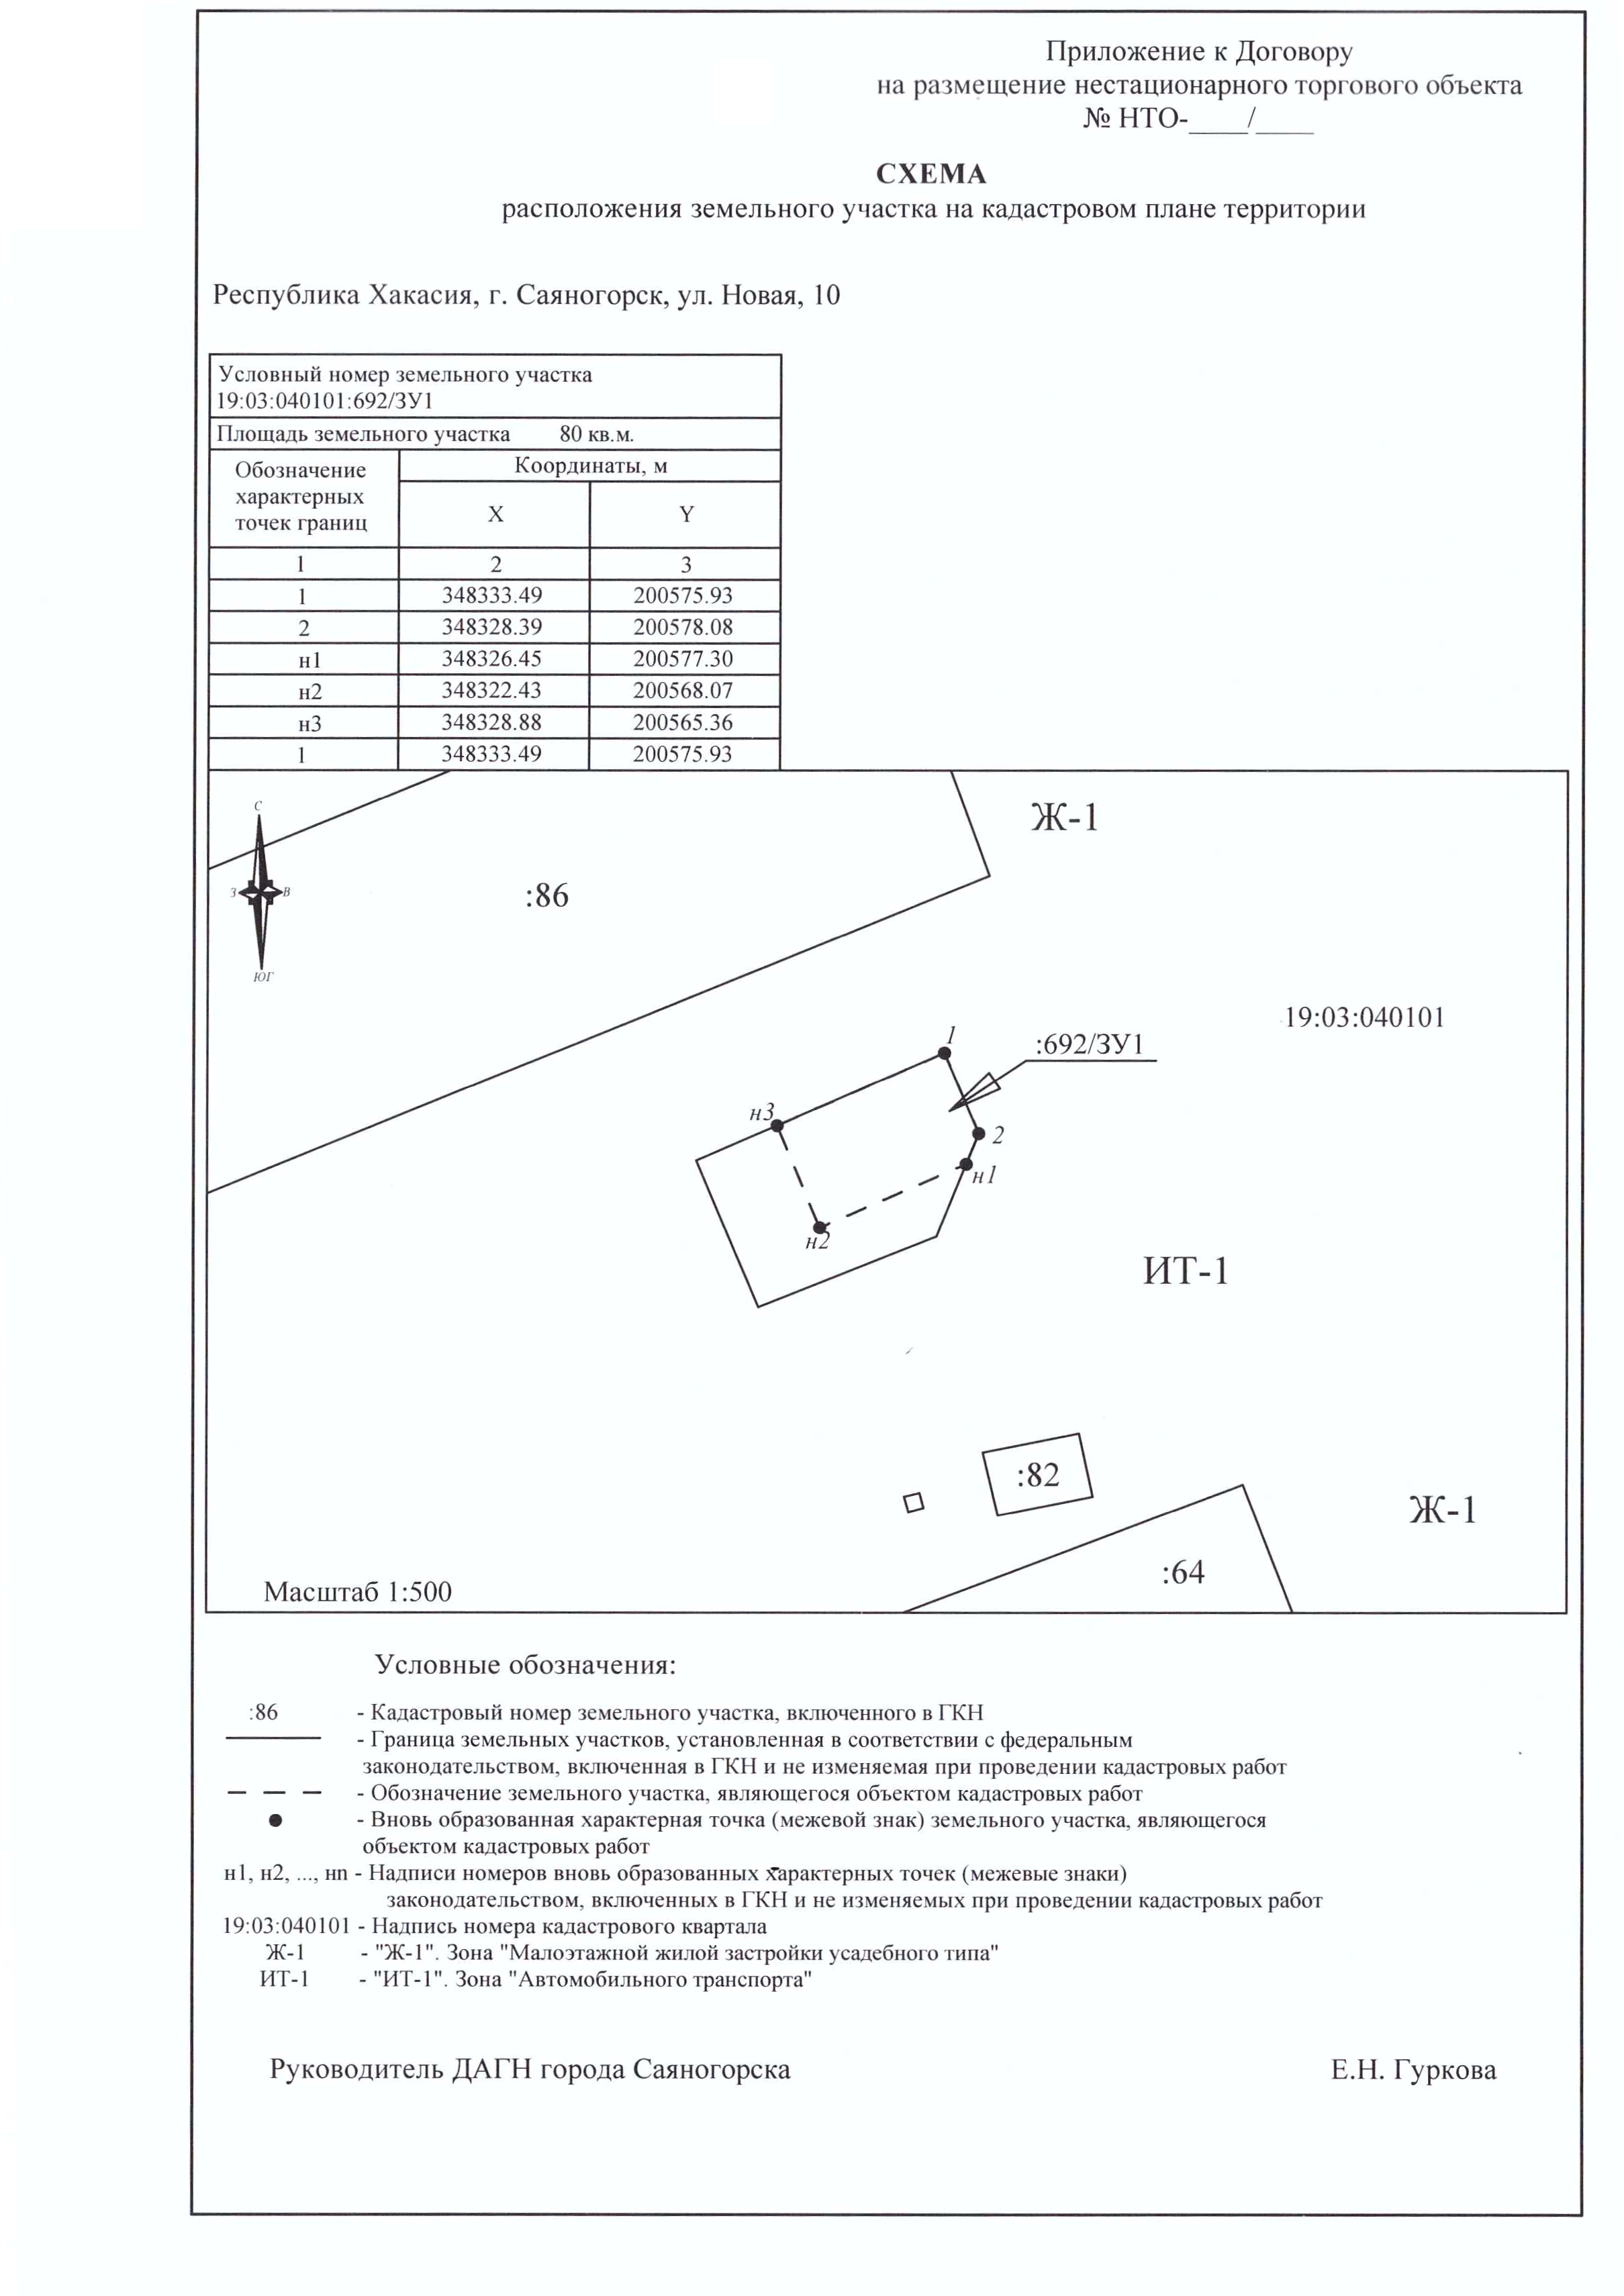 Приложение к Договору
на размещение нестационарного торгового объекта
№ НТО-____/____
СХЕМА
расположения земельного участка на кадастровом плане территории
Республика Хакасия, г. Саяногорск, ул. Новая, 10
Условный номер земельного участка
19:03:040101:692/ЗУ1
Площадь земельного участка 80 кв.м.
Обозначение
характерных
точек границ
Координаты, м
X Y
1 2 3
1 348333.49 200575.93
2 348328.39 200578.08
н1 348326.45 200577.30
н2 348322.43 200568.07
н3 348328.88 200565.36
1 348333.49 200575.93
С
З В
ЮГ
Ж-1
:86
19:03:040101
1
:692/ЗУ1
н3
2
н1
н2
ИТ-1
:82
Ж-1
:64
Масштаб 1:500
Условные обозначения:
:86 - Кадастровый номер земельного участка, включенного в ГКН
- Граница земельных участков, установленная в соответствии с федеральным
законодательством, включенная в ГКН и не изменяемая при проведении кадастровых работ
- Обозначение земельного участка, являющегося объектом кадастровых работ
- Вновь образованная характерная точка (межевой знак) земельного участка, являющегося
объектом кадастровых работ
н1, н2, ..., нn - Надписи номеров вновь образованных характерных точек (межевые знаки)
законодательством, включенных в ГКН и не изменяемых при проведении кадастровых работ
19:03:040101 - Надпись номера кадастрового квартала
Ж-1 - "Ж-1". Зона "Малоэтажной жилой застройки усадебного типа"
ИТ-1 - "ИТ-1". Зона "Автомобильного транспорта"
Руководитель ДАГН города Саяногорска Е.Н. Гуркова